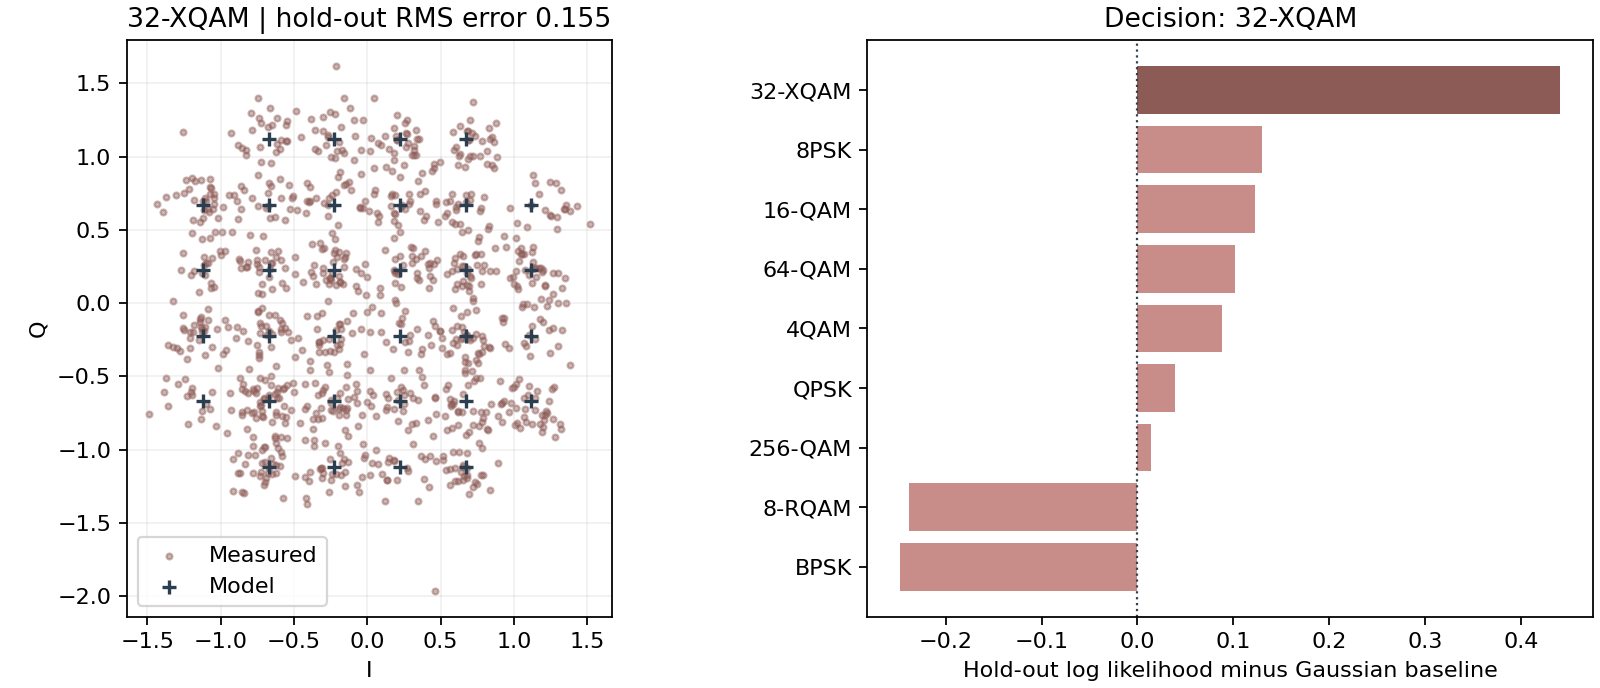 32-XQAM | hold-out RMS error 0.155
Q
1.5
1.0
0.5
0.0
−0.5
−1.0
−1.5
−2.0
Measured
Model
−1.5 −1.0 −0.5 0.0 0.5 1.0 1.5
I
Decision: 32-XQAM
32-XQAM
8PSK
16-QAM
64-QAM
4QAM
QPSK
256-QAM
8-RQAM
BPSK
−0.2 −0.1 0.0 0.1 0.2 0.3 0.4
Hold-out log likelihood minus Gaussian baseline